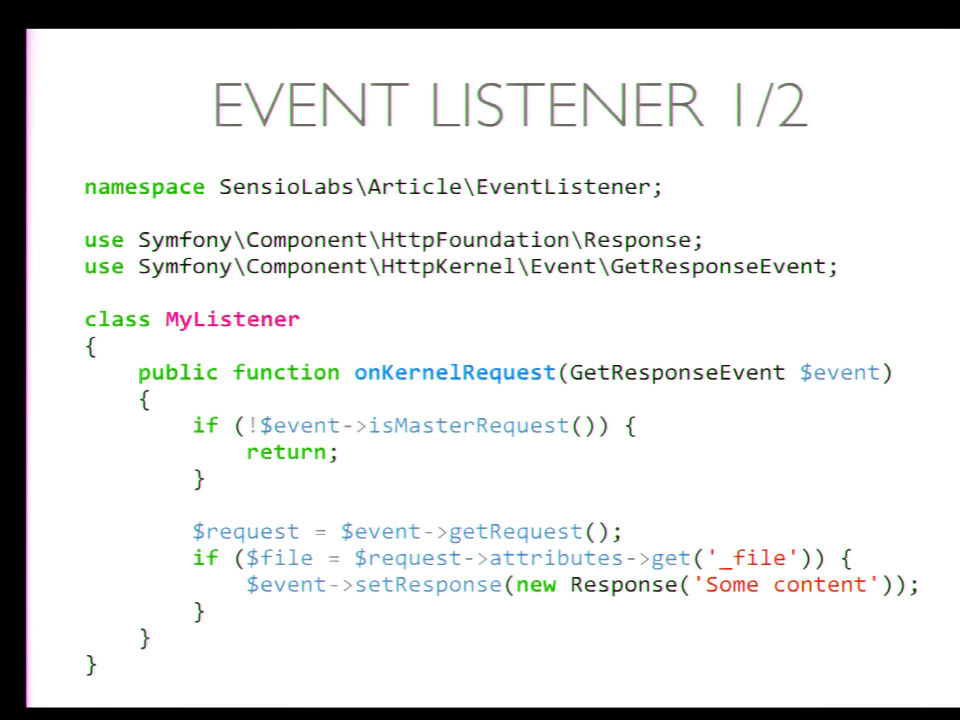 EVENT LISTENER 1/2
namespace SensioLabs\Article\EventListener;
use Symfony\Component\HttpFoundation\Response;
use Symfony\Component\HttpKernel\Event\GetResponseEvent;
class MyListener
{
    public function onKernelRequest(GetResponseEvent $event)
    {
        if (!$event->isMasterRequest()) {
            return;
        }
        $request = $event->getRequest();
        if ($file = $request->attributes->get('_file')) {
            $event->setResponse(new Response('Some content'));
        }
    }
}